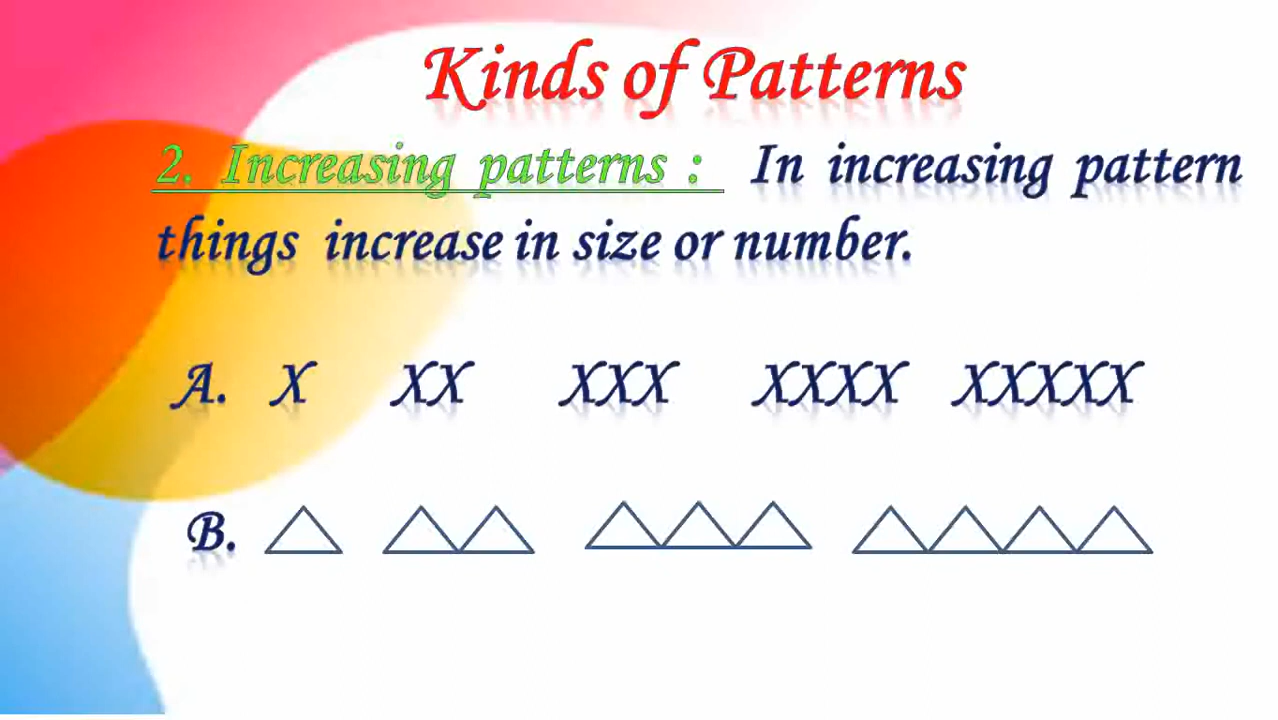 Kinds of Patterns
2. Increasing patterns : In increasing pattern
things increase in size or number.
A. X XX XXX XXXX XXXXX
B.